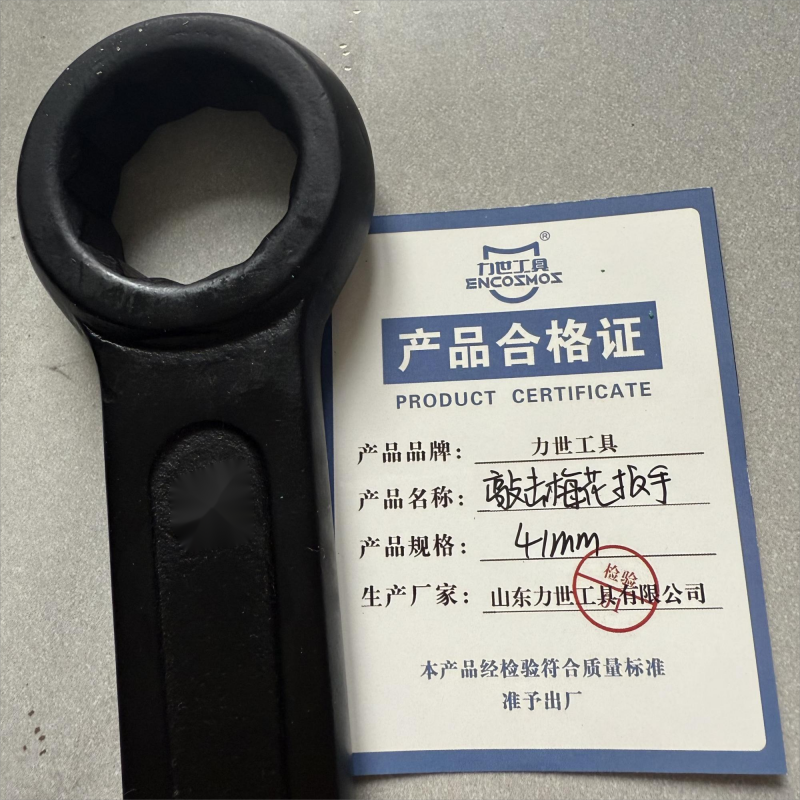 力世工具®
ENCOSMOS
产品合格证
PRODUCT CERTIFICATE
产品品牌：力世工具
产品名称：敲击梅花扳手
产品规格：41mm
生产厂家：山东力世工具有限公司
检验
本产品经检验符合质量标准
准予出厂